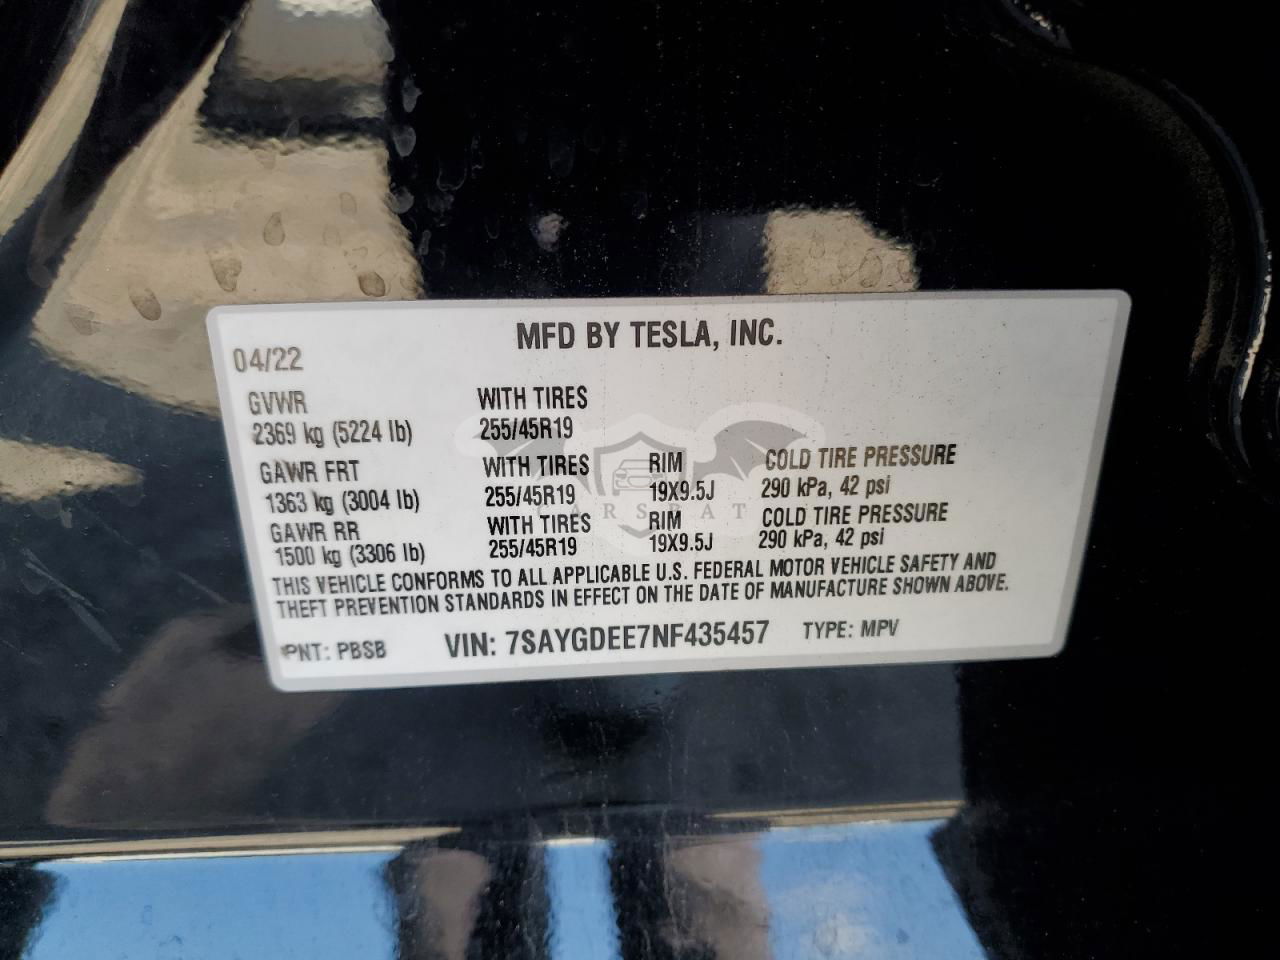 MFD BY TESLA, INC.
04/22
GVWR WITH TIRES
2369 kg (5224 lb) 255/45R19
GAWR FRT WITH TIRES RIM COLD TIRE PRESSURE
1363 kg (3004 lb) 255/45R19 19X9.5J 290 kPa, 42 psi
CARSBAT
GAWR RR WITH TIRES RIM COLD TIRE PRESSURE
1500 kg (3306 lb) 255/45R19 19X9.5J 290 kPa, 42 psi
THIS VEHICLE CONFORMS TO ALL APPLICABLE U.S. FEDERAL MOTOR VEHICLE SAFETY AND
THEFT PREVENTION STANDARDS IN EFFECT ON THE DATE OF MANUFACTURE SHOWN ABOVE.
PNT: PBSB VIN: 7SAYGDEE7NF435457 TYPE: MPV